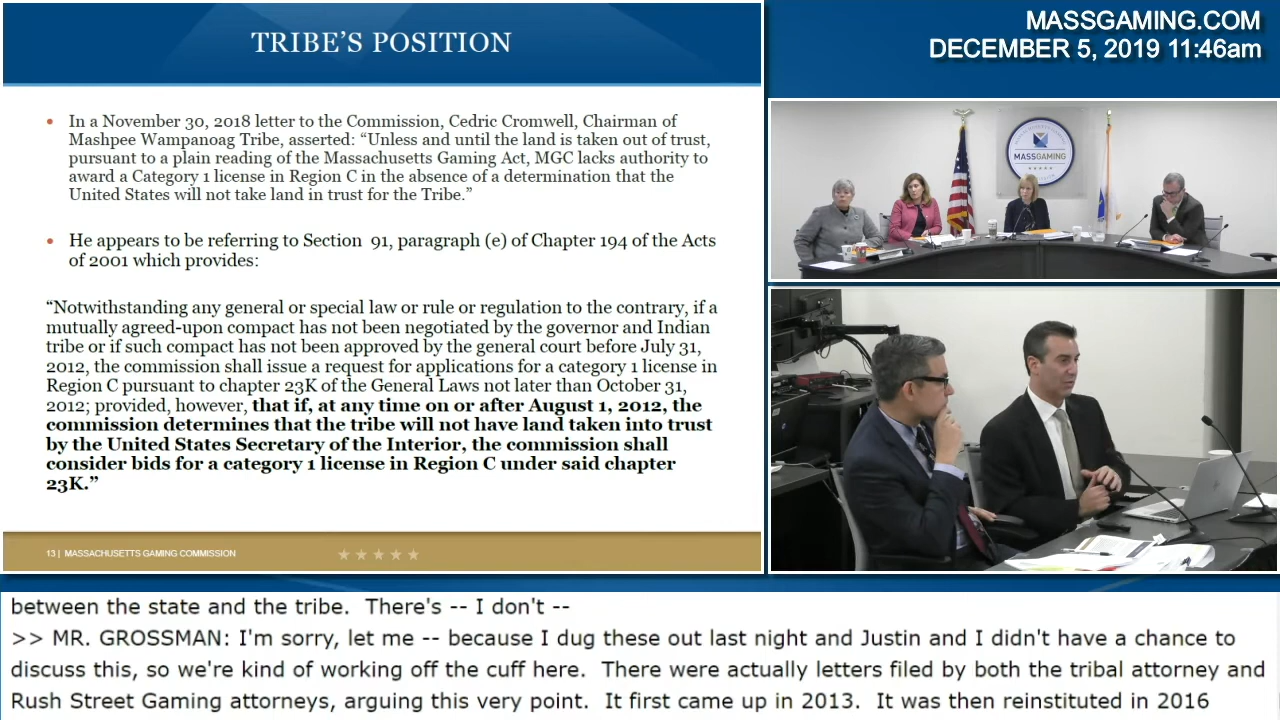 TRIBE'S POSITION
• In a November 30, 2018 letter to the Commission, Cedric Cromwell, Chairman of
Mashpee Wampanoag Tribe, asserted: “Unless and until the land is taken out of trust,
pursuant to a plain reading of the Massachusetts Gaming Act, MGC lacks authority to
award a Category 1 license in Region C in the absence of a determination that the
United States will not take land in trust for the Tribe.”
• He appears to be referring to Section 91, paragraph (e) of Chapter 194 of the Acts
of 2001 which provides:
“Notwithstanding any general or special law or rule or regulation to the contrary, if a
mutually agreed-upon compact has not been negotiated by the governor and Indian
tribe or if such compact has not been approved by the general court before July 31,
2012, the commission shall issue a request for applications for a category 1 license in
Region C pursuant to chapter 23K of the General Laws not later than October 31,
2012; provided, however, that if, at any time on or after August 1, 2012, the
commission determines that the tribe will not have land taken into trust
by the United States Secretary of the Interior, the commission shall
consider bids for a category 1 license in Region C under said chapter
23K.”
13 | MASSACHUSETTS GAMING COMMISSION
MASSGAMING.COM
DECEMBER 5, 2019 11:46am
MASSGAMING
between the state and the tribe. There's -- I don't --
>> MR. GROSSMAN: I'm sorry, let me -- because I dug these out last night and Justin and I didn't have a chance to
discuss this, so we're kind of working off the cuff here. There were actually letters filed by both the tribal attorney and
Rush Street Gaming attorneys, arguing this very point. It first came up in 2013. It was then reinstituted in 2016